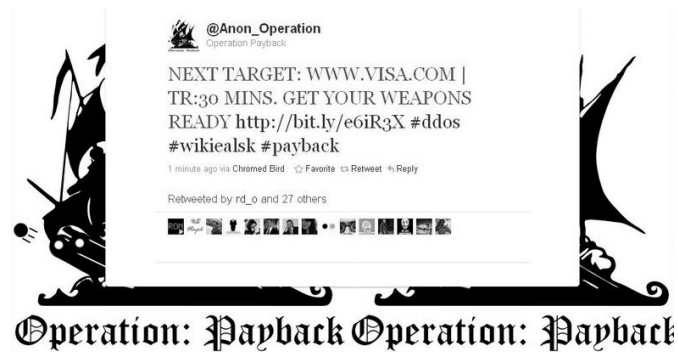 @Anon_Operation
Operation Payback
NEXT TARGET: WWW.VISA.COM |
TR:30 MINS. GET YOUR WEAPONS
READY http://bit.ly/e6iR3X #ddos
#wikiealsk #payback
1 minute ago via Chromed Bird Favorite Retweet Reply
Retweeted by rd_o and 27 others
Operation: Payback Operation: Payback